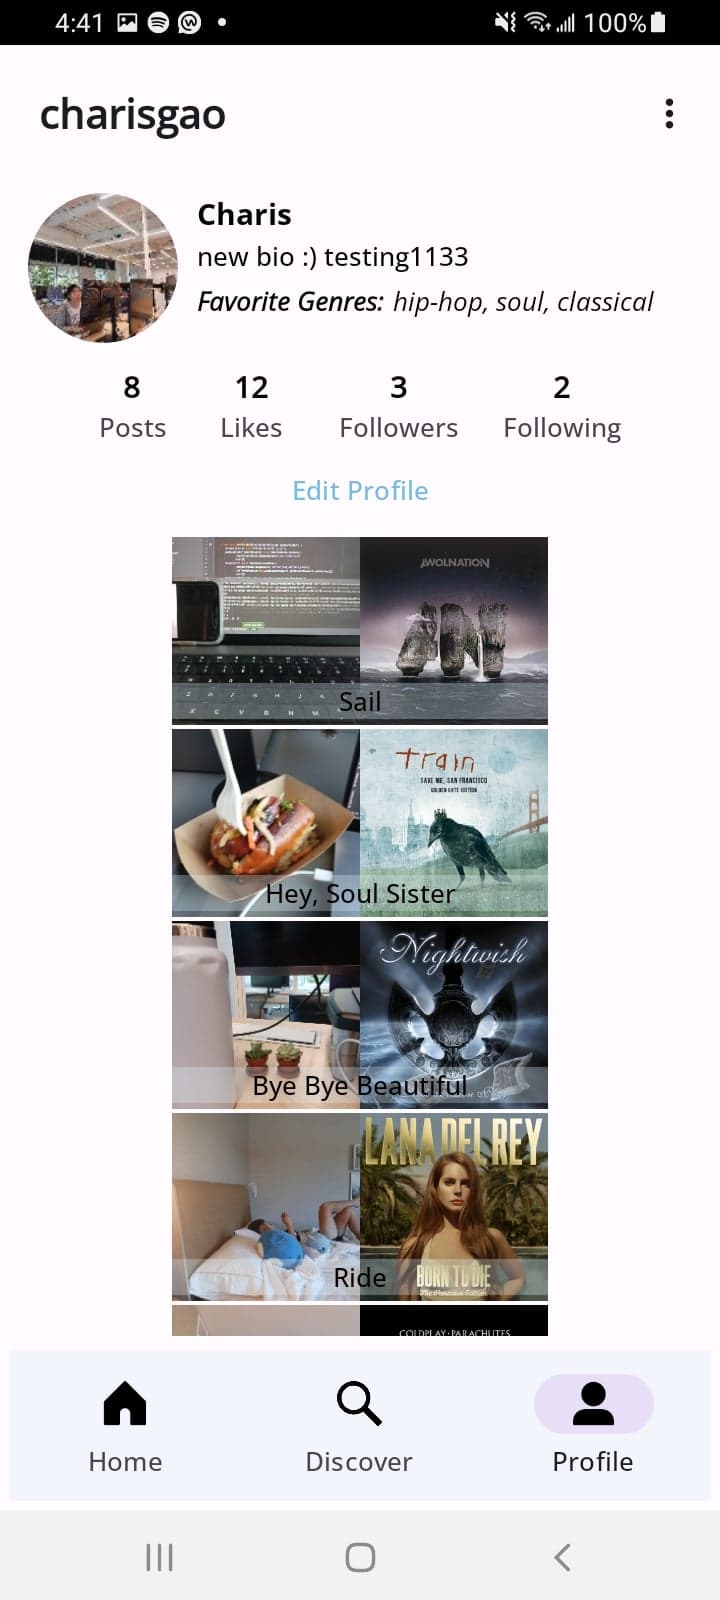 4:41
100%
charisgao
Charis
new bio :) testing1133
Favorite Genres: hip-hop, soul, classical
8 12 3 2
Posts Likes Followers Following
Edit Profile
AWOLNATION
Sail
train
SAVE ME, SAN FRANCISCO
GOLDEN GATE EDITION
Hey, Soul Sister
Nightwish
Bye Bye Beautiful
LANA DEL REY
BORN TO DIE
The Paradise Edition
Ride
COLDPLAY · PARACHUTES
Home Discover Profile